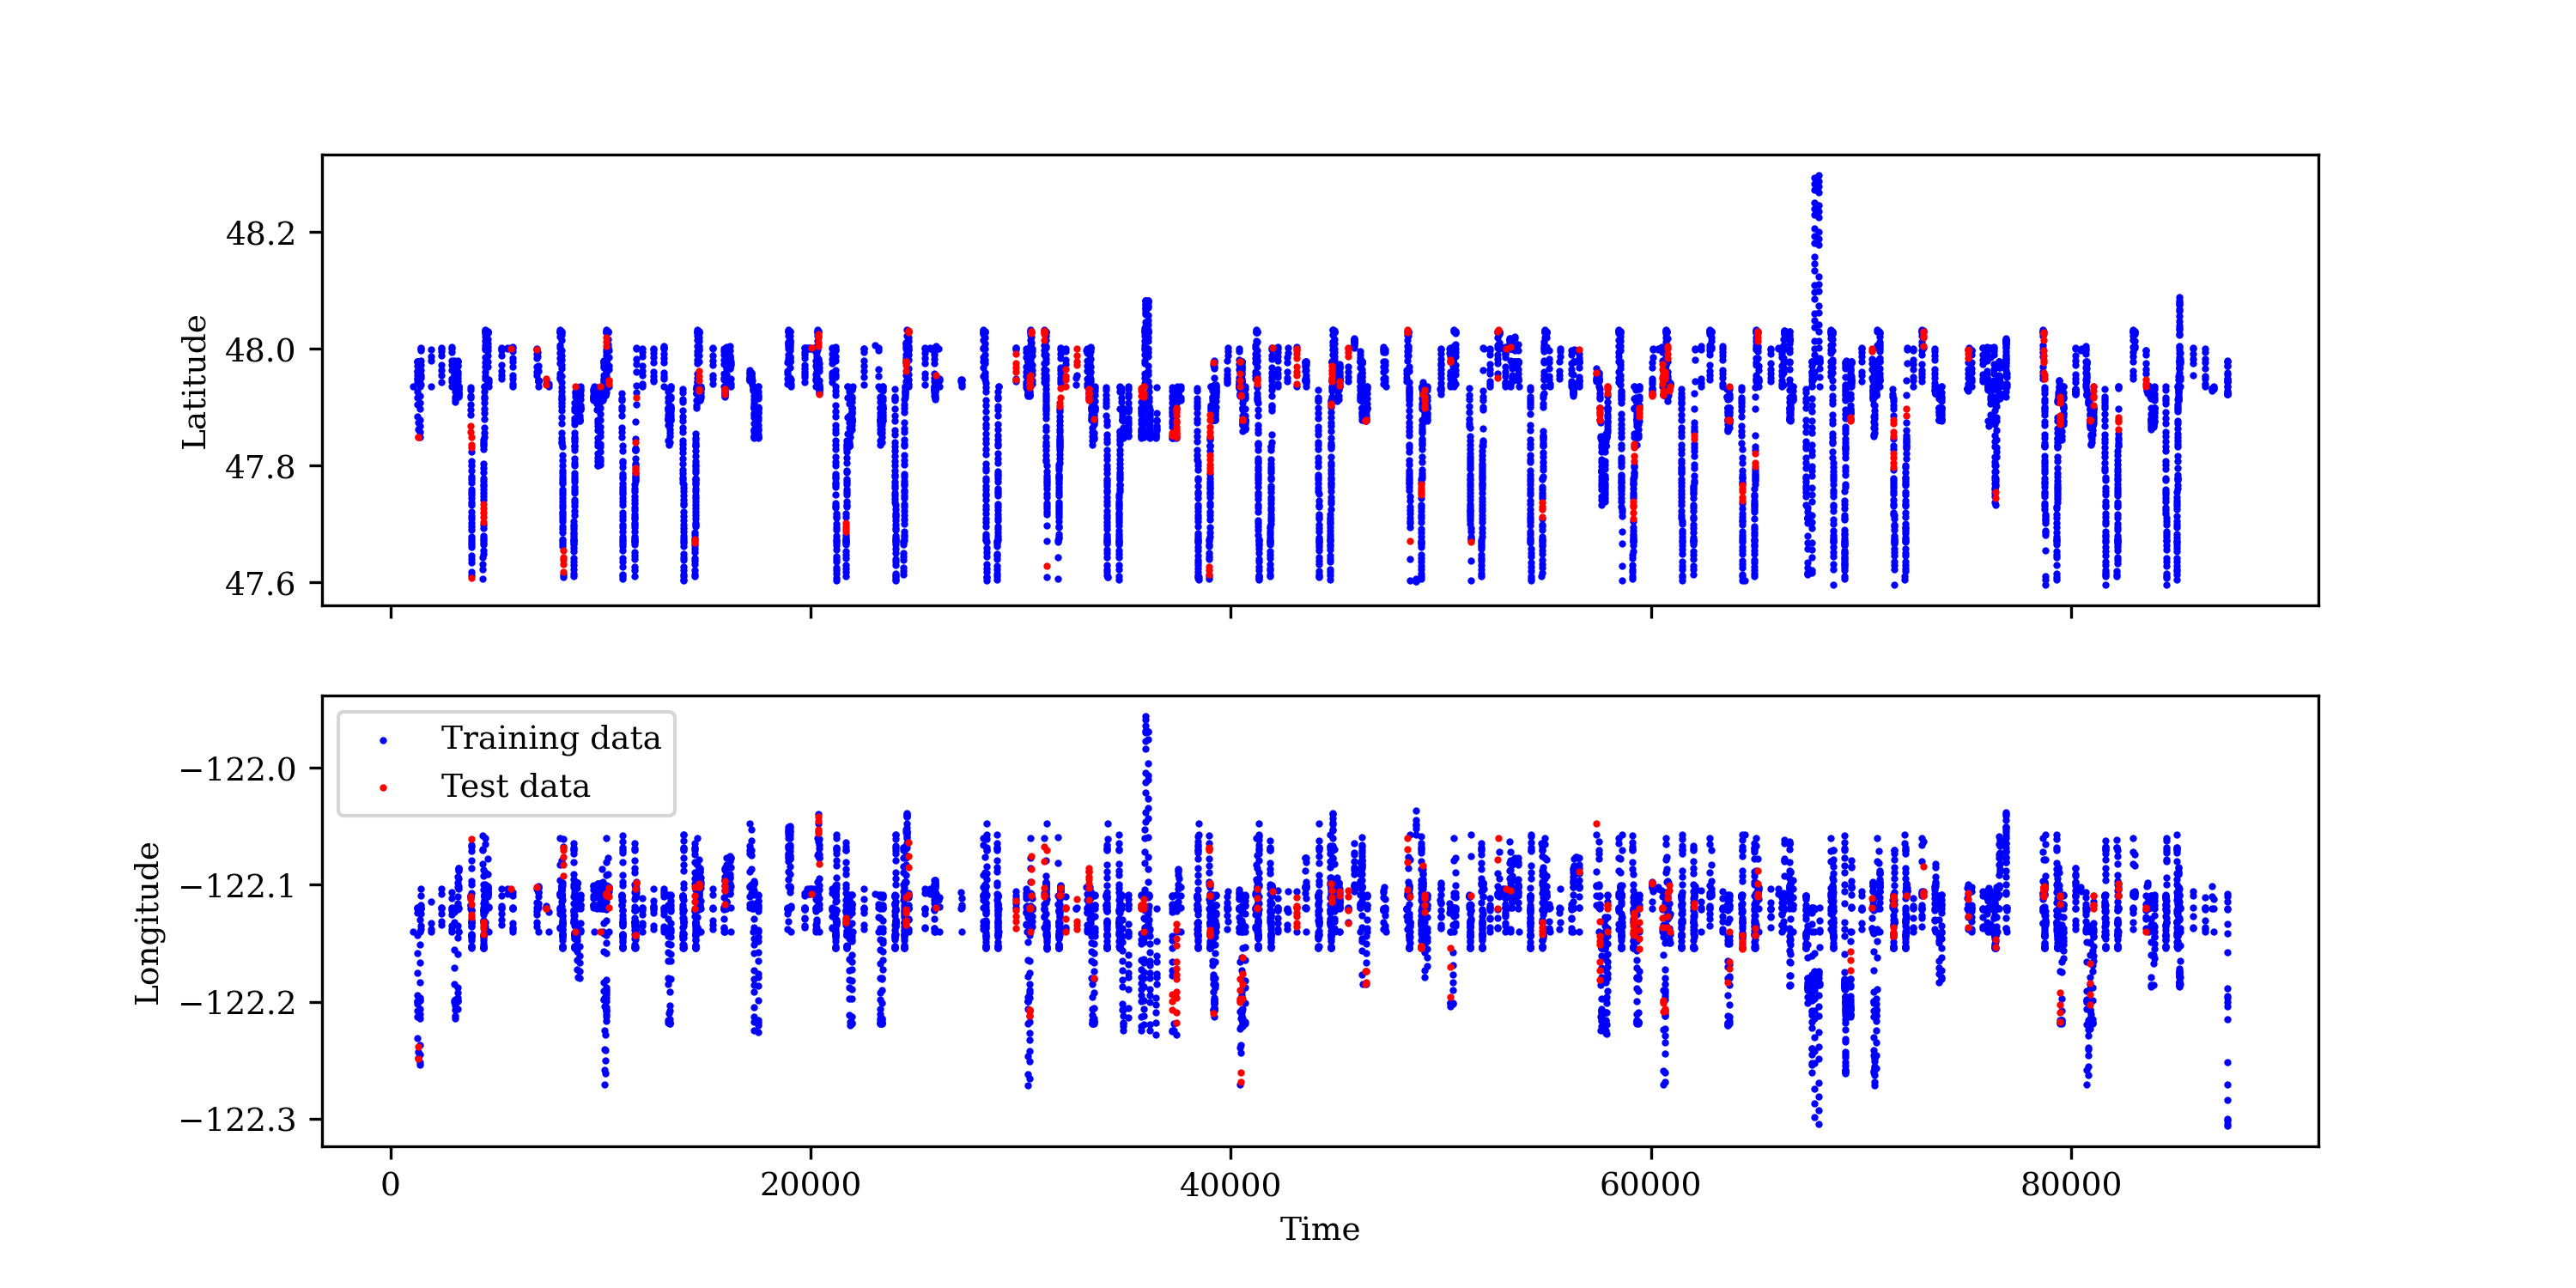 48.2
48.0
47.8
47.6
Latitude
Training data
Test data
−122.0
−122.1
−122.2
−122.3
Longitude
0 20000 40000 60000 80000
Time